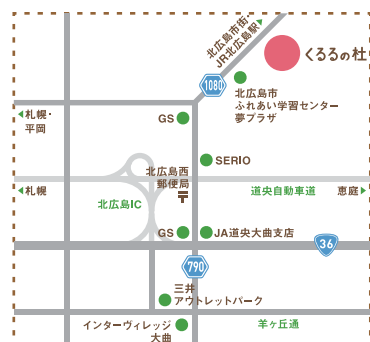 北広島市街・
JR北広島駅
くるるの杜
1080
北広島市
ふれあい学習センター
夢プラザ
札幌・
平岡
GS
SERIO
北広島西
郵便局
札幌
道央自動車道
恵庭
北広島IC
GS
JA道央大曲支店
36
790
三井
アウトレットパーク
インターヴィレッジ
大曲
羊ヶ丘通